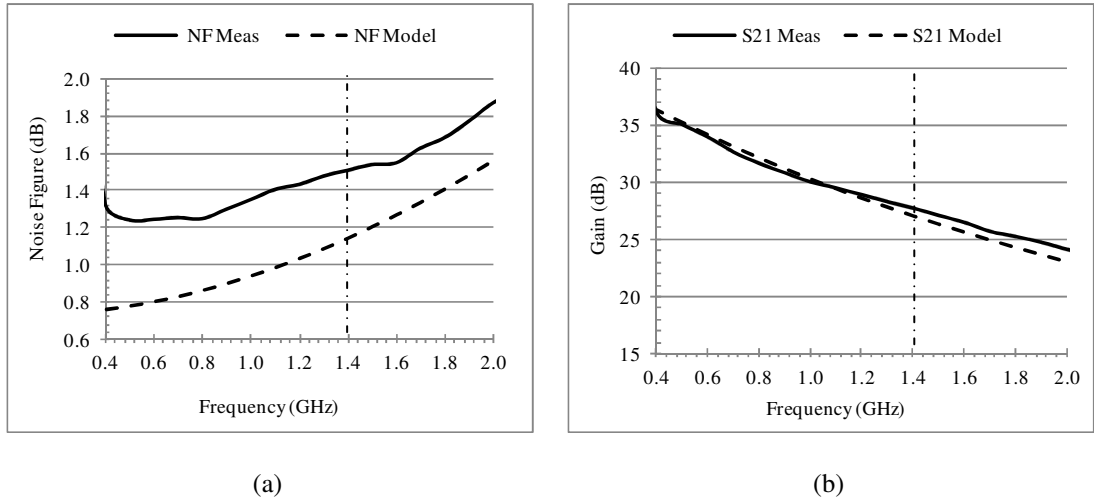 NF Meas NF Model
2.0
1.8
1.6
1.4
1.2
1.0
0.8
0.6
Noise Figure (dB)
0.4 0.6 0.8 1.0 1.2 1.4 1.6 1.8 2.0
Frequency (GHz)
(a)
S21 Meas S21 Model
40
35
30
25
20
15
Gain (dB)
0.4 0.6 0.8 1.0 1.2 1.4 1.6 1.8 2.0
Frequency (GHz)
(b)